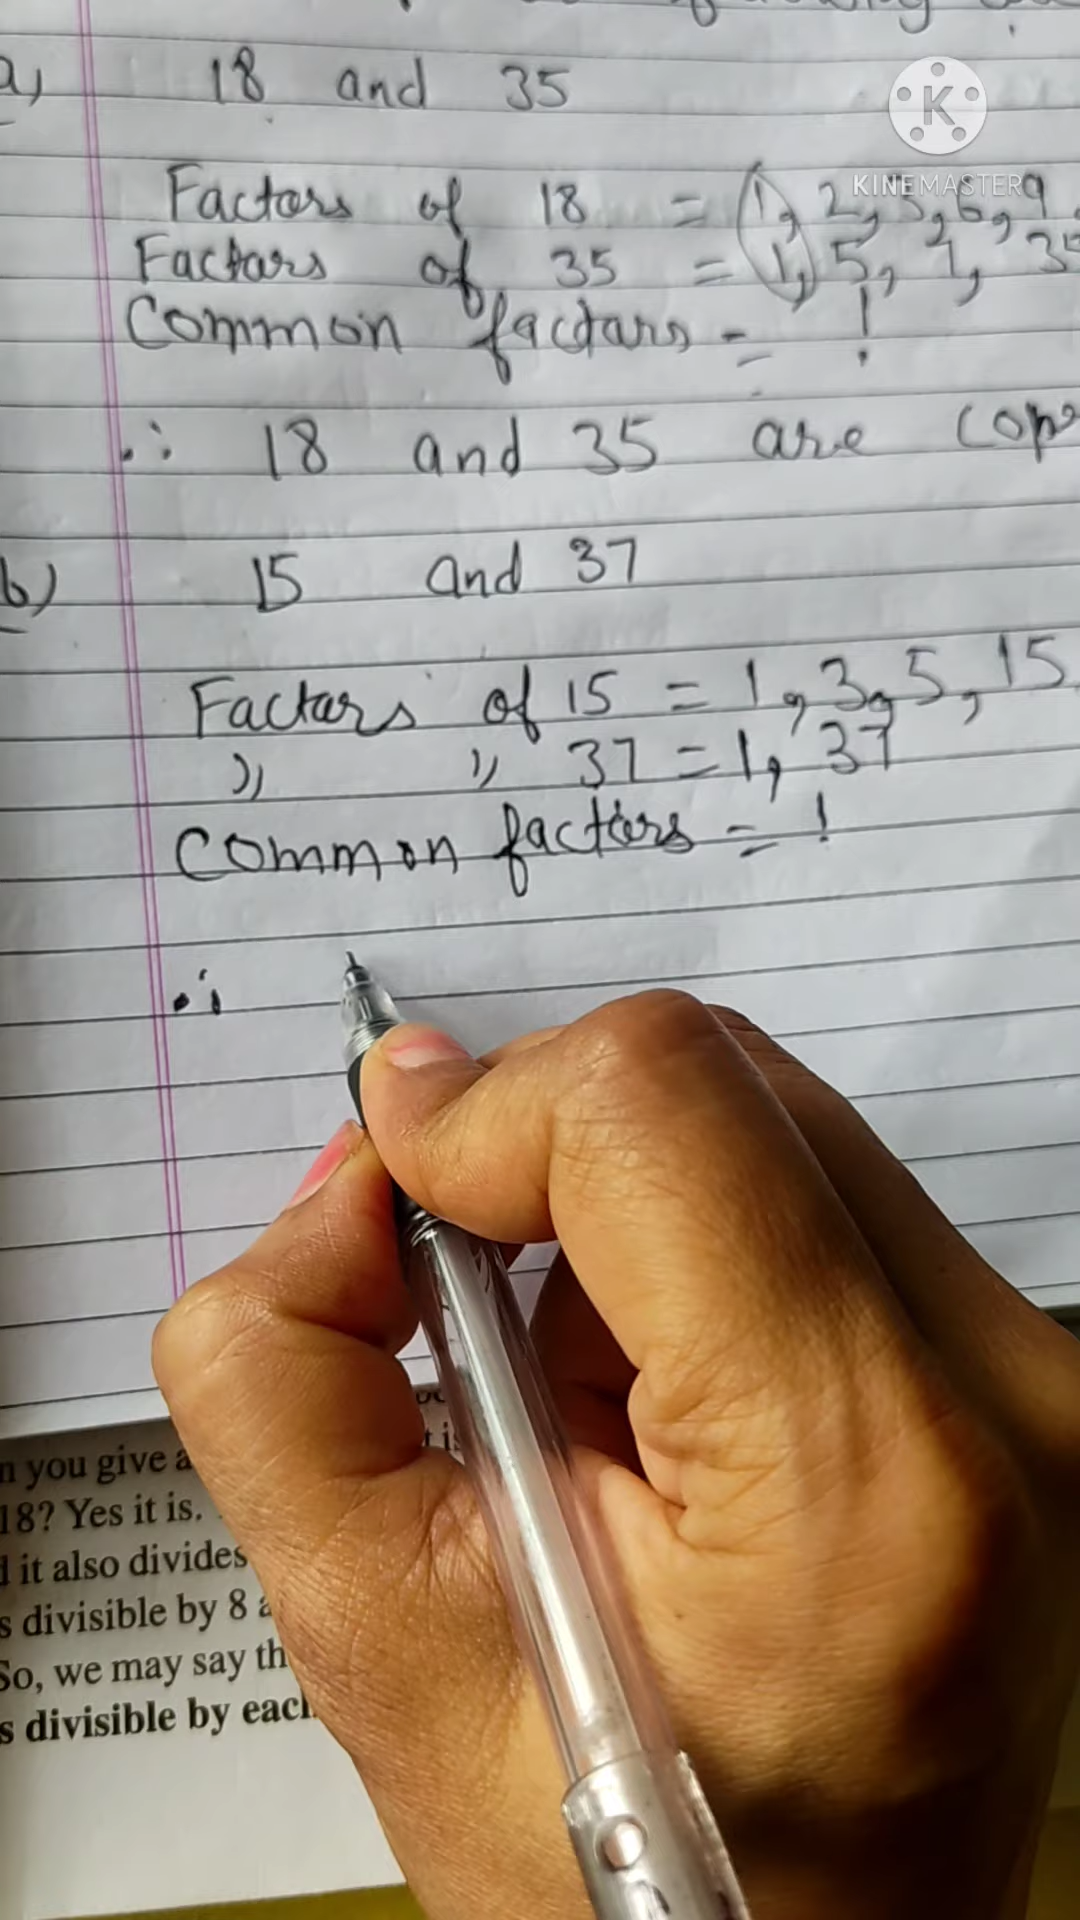 a) 18 and 35
KINEMASTER
Factors of 18 = 1, 2, 3, 6, 9
Factors of 35 = 1, 5, 7, 35
Common factors = 1
∴ 18 and 35 are cop
b) 15 and 37
Factors of 15 = 1, 3, 5, 15
〃 〃 37 = 1, 37
Common factors = 1
∴
n you give a
18? Yes it is.
it also divides
s divisible by 8
So, we may say th
s divisible by each